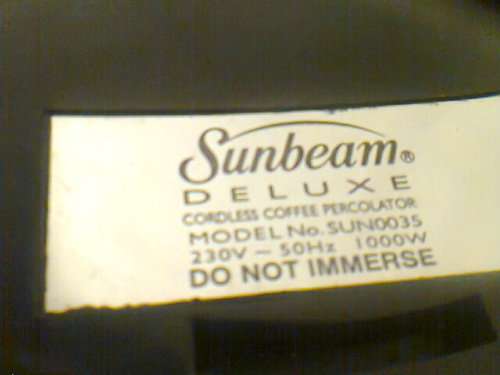 Sunbeam®
DELUXE
CORDLESS COFFEE PERCOLATOR
MODEL No. SUN0035
230V ~ 50Hz 1000W
DO NOT IMMERSE